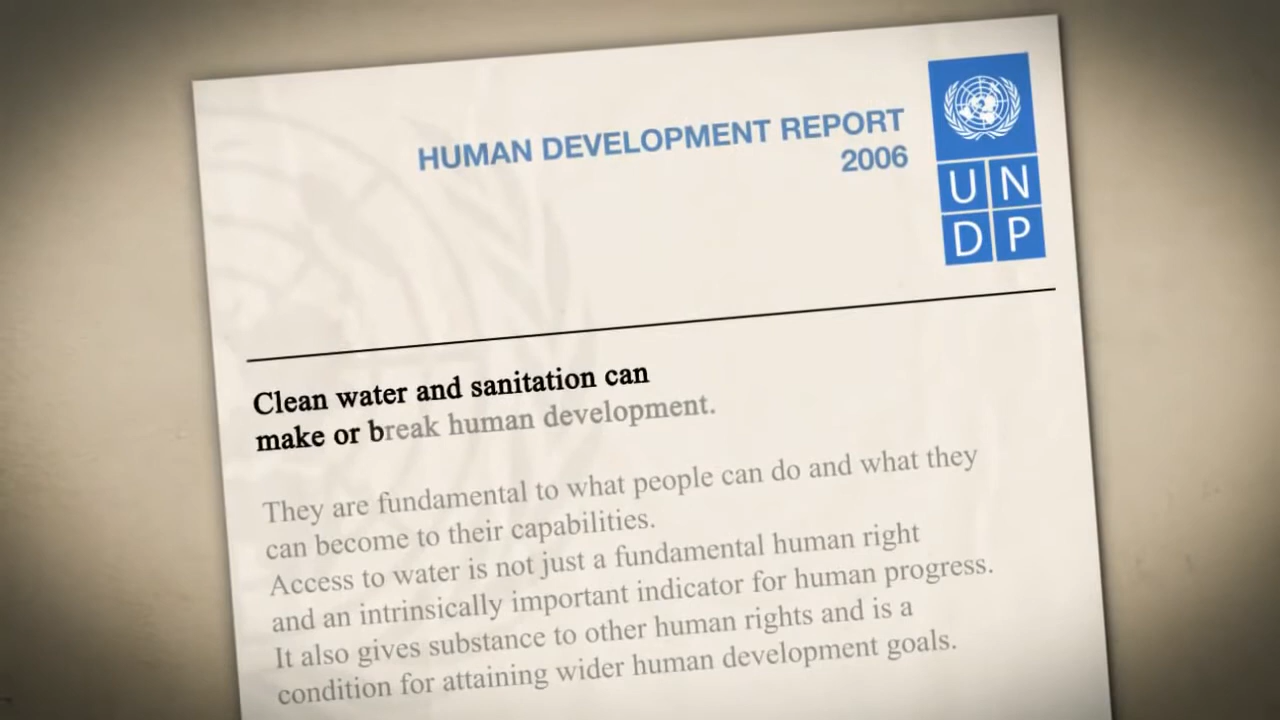 HUMAN DEVELOPMENT REPORT
2006
UN
DP
Clean water and sanitation can
make or break human development.
They are fundamental to what people can do and what they
can become to their capabilities.
Access to water is not just a fundamental human right
and an intrinsically important indicator for human progress.
It also gives substance to other human rights and is a
condition for attaining wider human development goals.